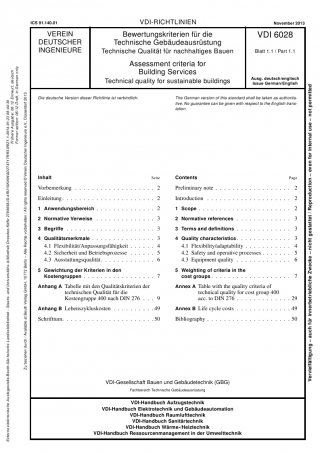 ICS 91.140.01
VDI-RICHTLINIEN
November 2013
VEREIN
DEUTSCHER
INGENIEURE
Bewertungskriterien für die
Technische Gebäudeausrüstung
Technische Qualität für nachhaltiges Bauen
Assessment criteria for
Building Services
Technical quality for sustainable buildings
VDI 6028
Blatt 1.1 / Part 1.1
Ausg. deutsch/englisch
Issue German/English
Die deutsche Version dieser Richtlinie ist verbindlich.
The German version of this standard shall be taken as authorita-
tive. No guarantee can be given with respect to the English trans-
lation.
Inhalt Seite
Vorbemerkung . . . 2
Einleitung . . . 2
1 Anwendungsbereich . . . 2
2 Normative Verweise . . . 3
3 Begriffe . . . 3
4 Qualitätsmerkmale . . . 3
4.1 Flexibilität/Anpassungsfähigkeit . . . 4
4.2 Sicherheit und Betriebsprozesse . . . 5
4.3 Ausstattungsqualität . . . 6
5 Gewichtung der Kriterien in den
Kostengruppen . . . 7
Anhang A Tabelle mit den Qualitätskriterien der
technischen Qualität für die
Kostengruppe 400 nach DIN 276 . . . 9
Anhang B Lebenszykluskosten . . . 49
Schrifttum . . . 50
Contents Page
Preliminary note . . . 2
Introduction . . . 2
1 Scope . . . 2
2 Normative references . . . 3
3 Terms and definitions . . . 3
4 Quality characteristics . . . 3
4.1 Flexibility/adaptability . . . 4
4.2 Safety and operative processes . . . 5
4.3 Equipment quality . . . 6
5 Weighting of criteria in the
cost groups . . . 7
Annex A Table with the quality criteria of
technical quality for cost group 400
acc. to DIN 276 . . . 29
Annex B Life cycle costs . . . 49
Bibliography . . . 50
VDI-Gesellschaft Bauen und Gebäudetechnik (GBG)
Fachbereich Technische Gebäudeausrüstung
VDI-Handbuch Aufzugstechnik
VDI-Handbuch Elektrotechnik und Gebäudeautomation
VDI-Handbuch Raumlufttechnik
VDI-Handbuch Sanitärtechnik
VDI-Handbuch Wärme-/Heiztechnik
VDI-Handbuch Ressourcenmanagement in der Umwelttechnik
Vervielfältigung – auch für innerbetriebliche Zwecke – nicht gestattet / Reproduction – even for internal use – not permitted